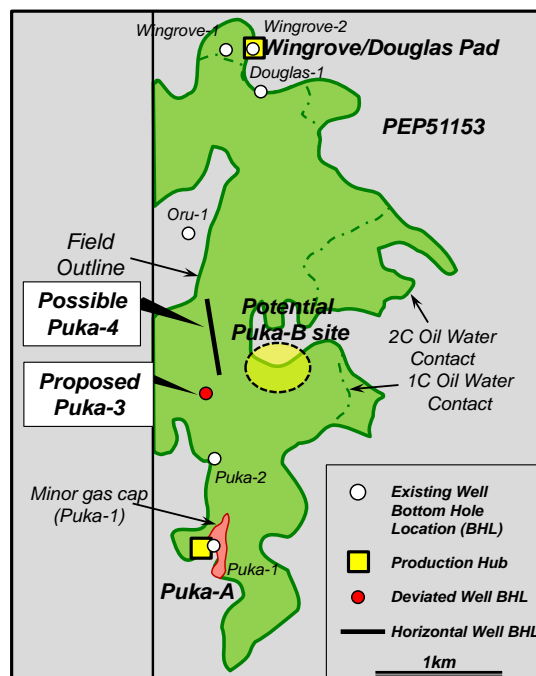 Wingrove-1
Wingrove-2
Wingrove/Douglas Pad
Douglas-1
PEP51153
Oru-1
Field
Outline
Possible
Puka-4
Potential
Puka-B site
2C Oil Water
Contact
1C Oil Water
Contact
Proposed
Puka-3
Puka-2
Minor gas cap
(Puka-1)
Puka-1
Puka-A
Existing Well
Bottom Hole
Location (BHL)
Production Hub
Deviated Well BHL
Horizontal Well BHL
1km